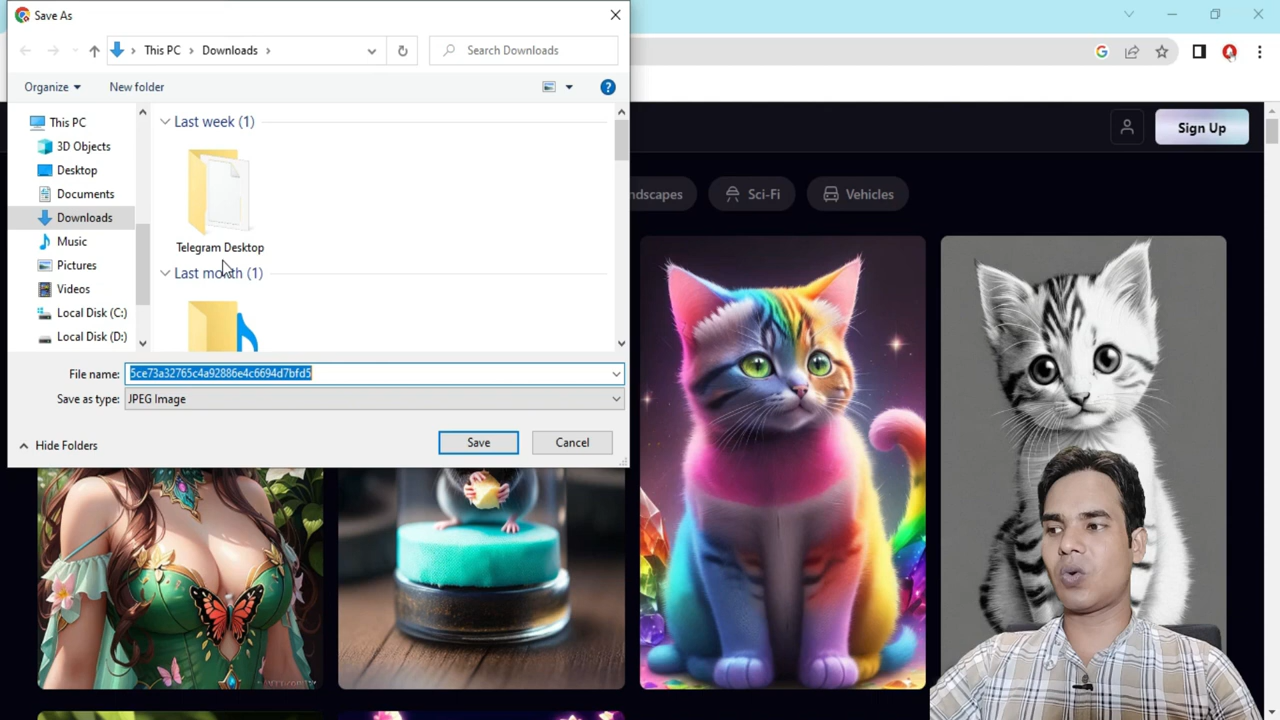 Save As
This PC
Downloads
Search Downloads
Organize
New folder
This PC
3D Objects
Desktop
Documents
Downloads
Music
Pictures
Videos
Local Disk (C:)
Local Disk (D:)
Last week (1)
Telegram Desktop
Last month (1)
File name: 5ce73a32765c4a92886e4c6694d7bfd5
Save as type: JPEG Image
Hide Folders
Save
Cancel
Sign Up
ndscapes
Sci-Fi
Vehicles